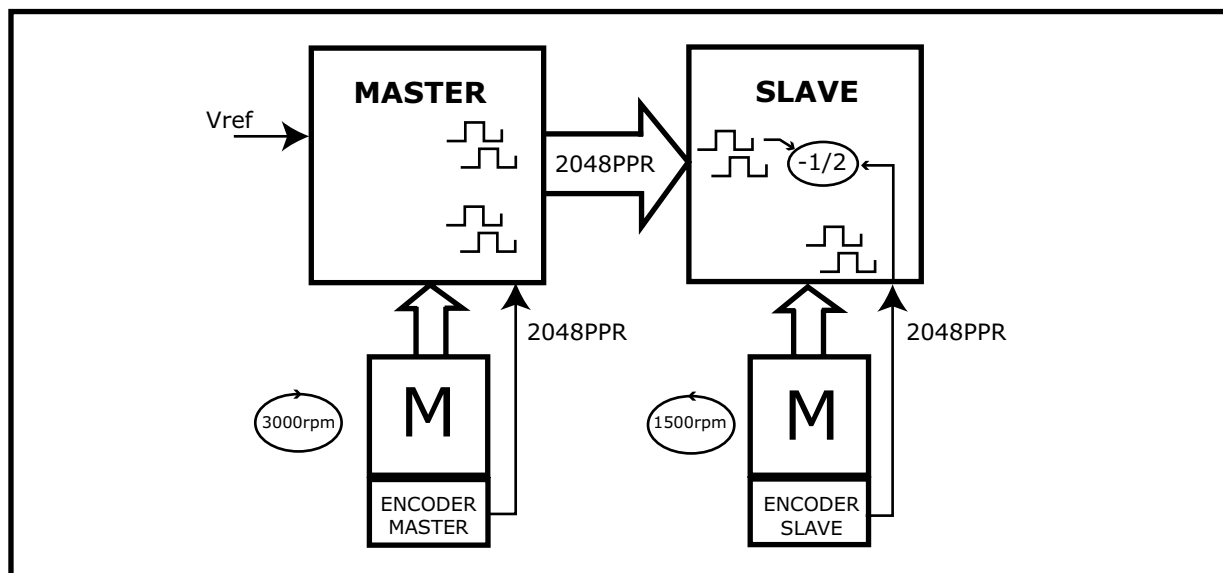 MASTER
SLAVE
Vref
2048PPR
-1/2
2048PPR
2048PPR
3000rpm
M
1500rpm
M
ENCODER
MASTER
ENCODER
SLAVE